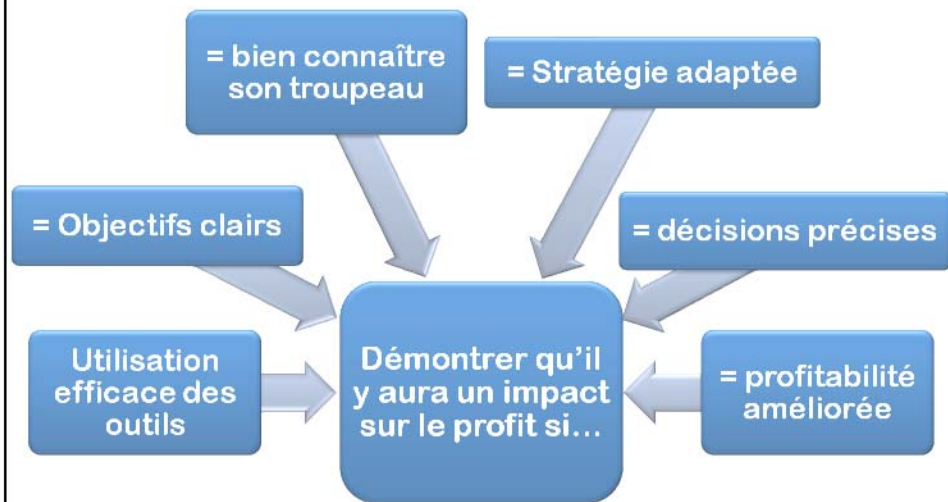 = bien connaître
son troupeau
= Stratégie adaptée
= Objectifs clairs
= décisions précises
Utilisation
efficace des
outils
Démontrer qu'il
y aura un impact
sur le profit si...
= profitabilité
améliorée